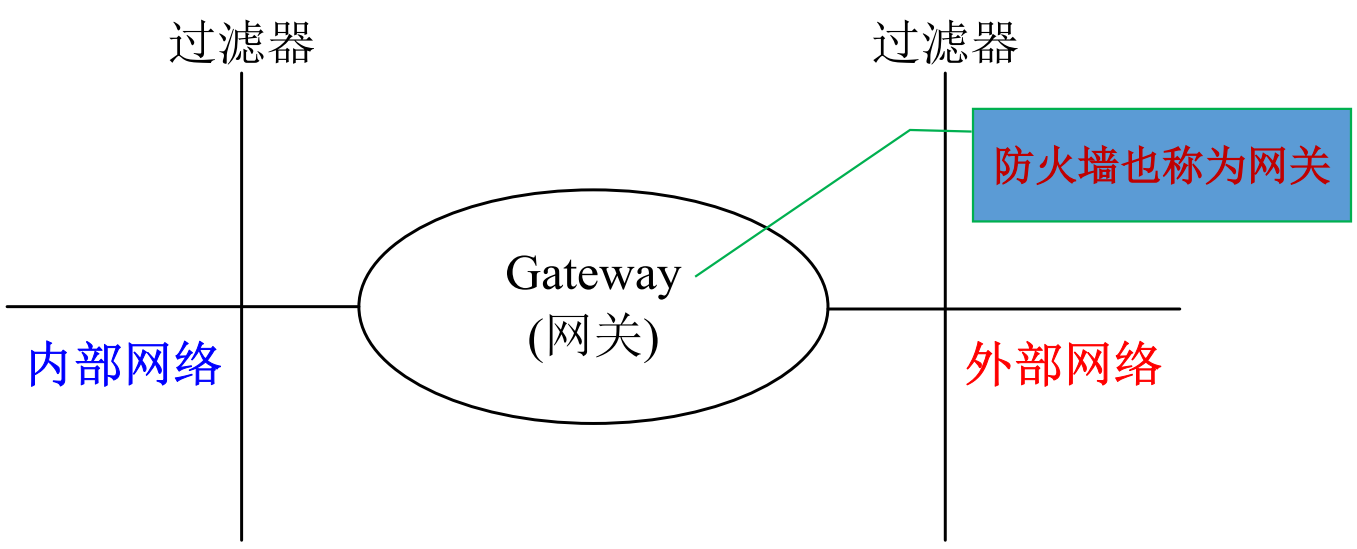 过滤器
过滤器
防火墙也称为网关
Gateway
(网关)
内部网络
外部网络